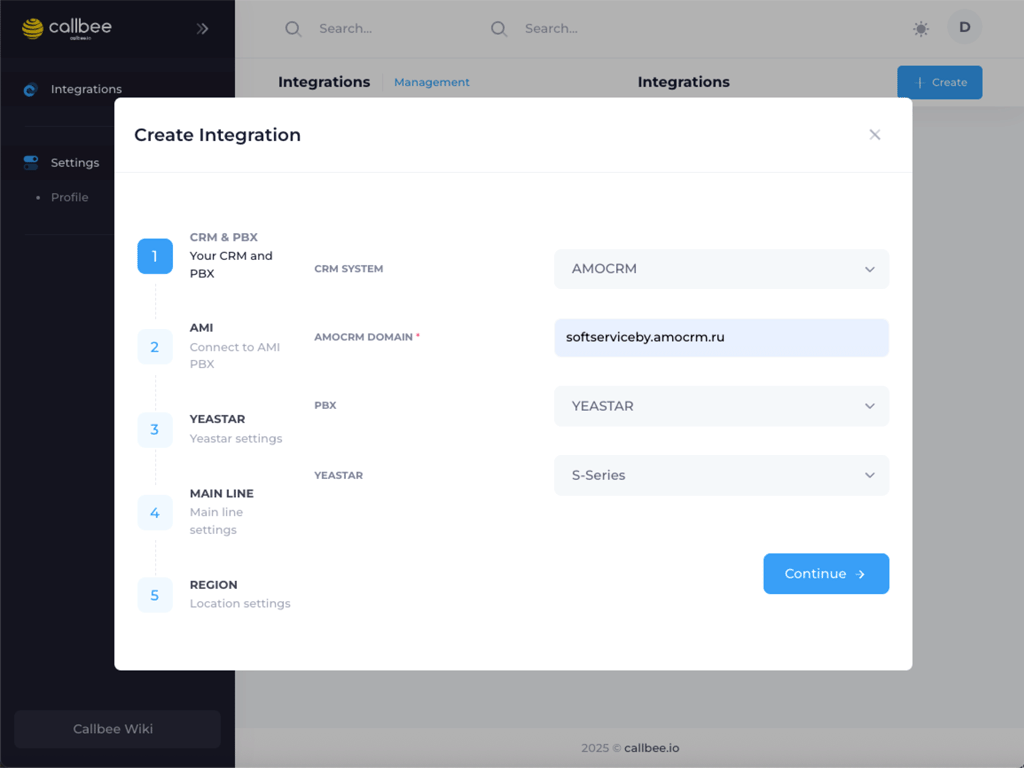 callbee
callbee.io
Search...
Search...
D
Integrations
Integrations
Management
Integrations
Create
Settings
Profile
Create Integration
1
CRM & PBX
Your CRM and
PBX
2
AMI
Connect to AMI
PBX
3
YEASTAR
Yeastar settings
4
MAIN LINE
Main line
settings
5
REGION
Location settings
CRM SYSTEM
AMOCRM
AMOCRM DOMAIN *
softserviceby.amocrm.ru
PBX
YEASTAR
YEASTAR
S-Series
Continue
Callbee Wiki
2025 © callbee.io